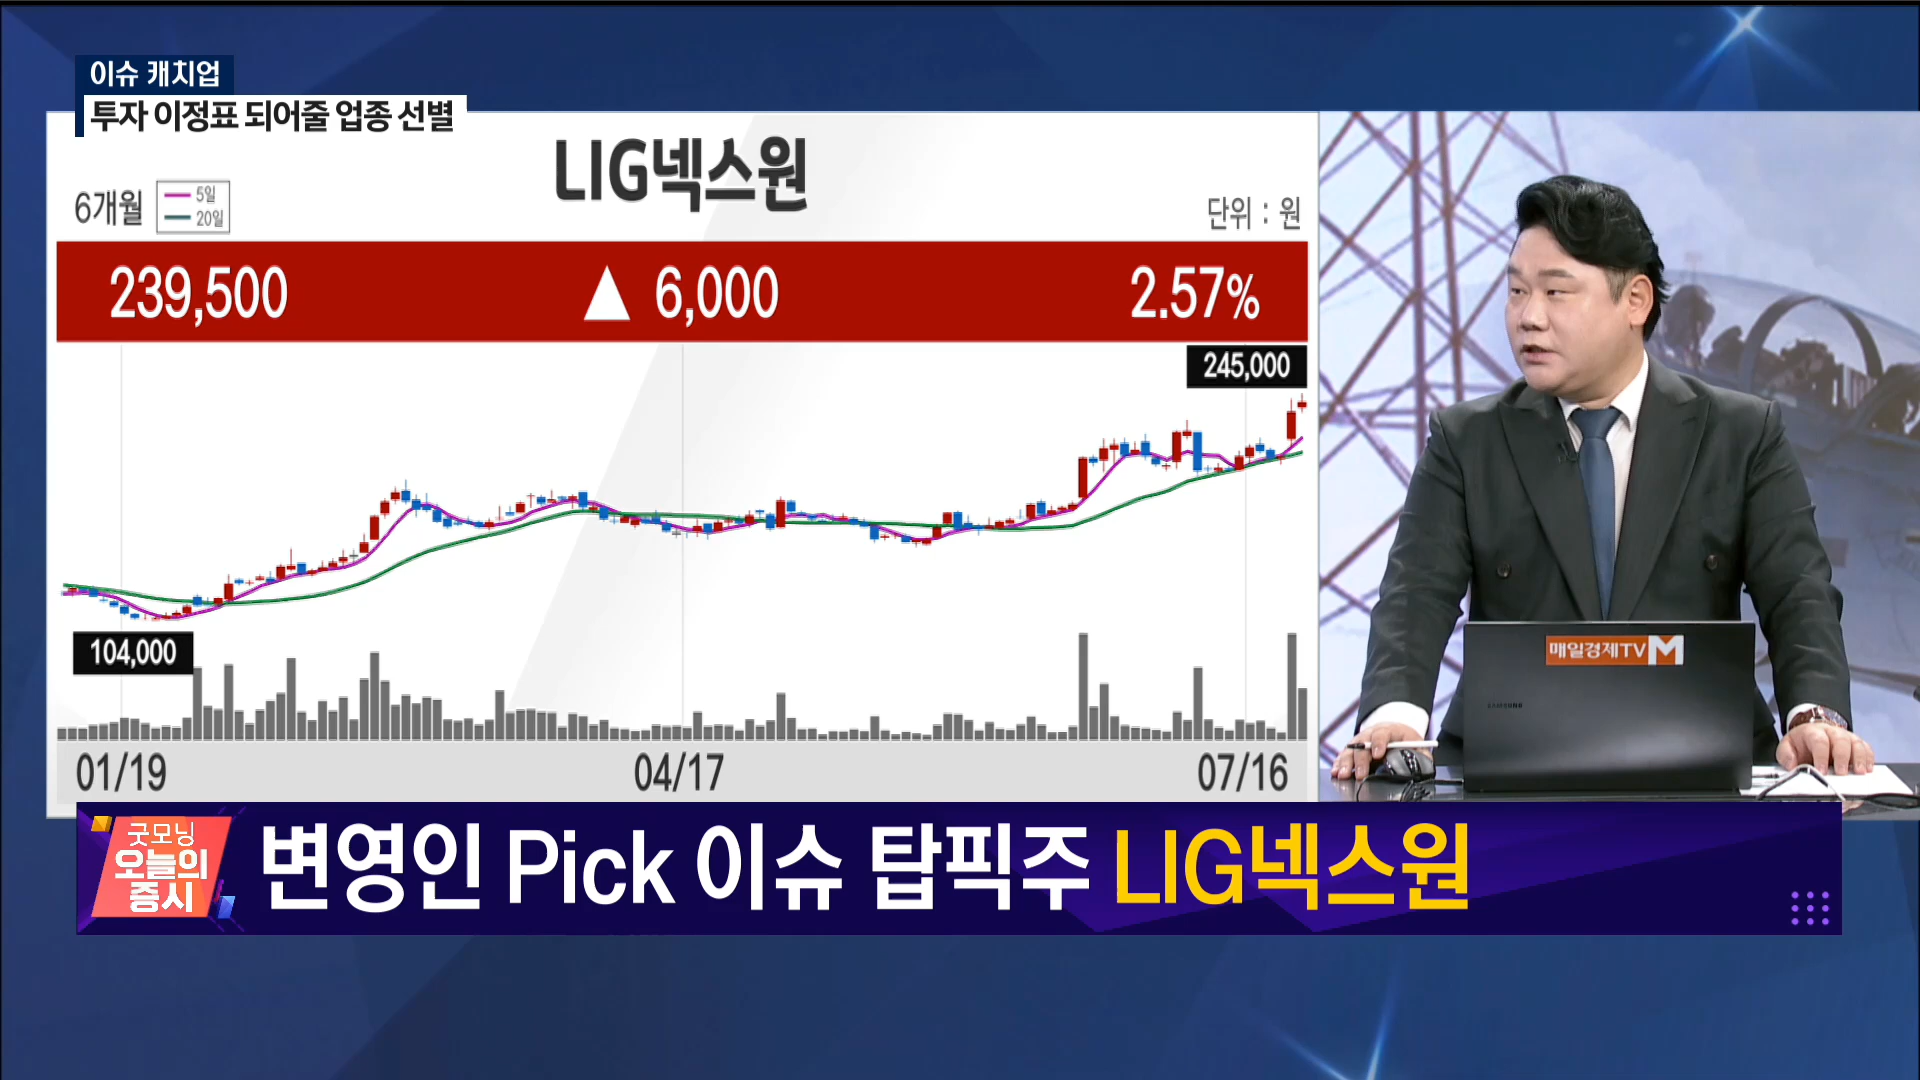 이슈 캐치업
투자 이정표 되어줄 업종 선별
LIG넥스원
6개월
5일
20일
단위 : 원
239,500 ▲ 6,000 2.57%
245,000
104,000
01/19 04/17 07/16
매일경제TV M
SAMSUNG
굿모닝
오늘의
증시
변영인 Pick 이슈 탑픽주 LIG넥스원